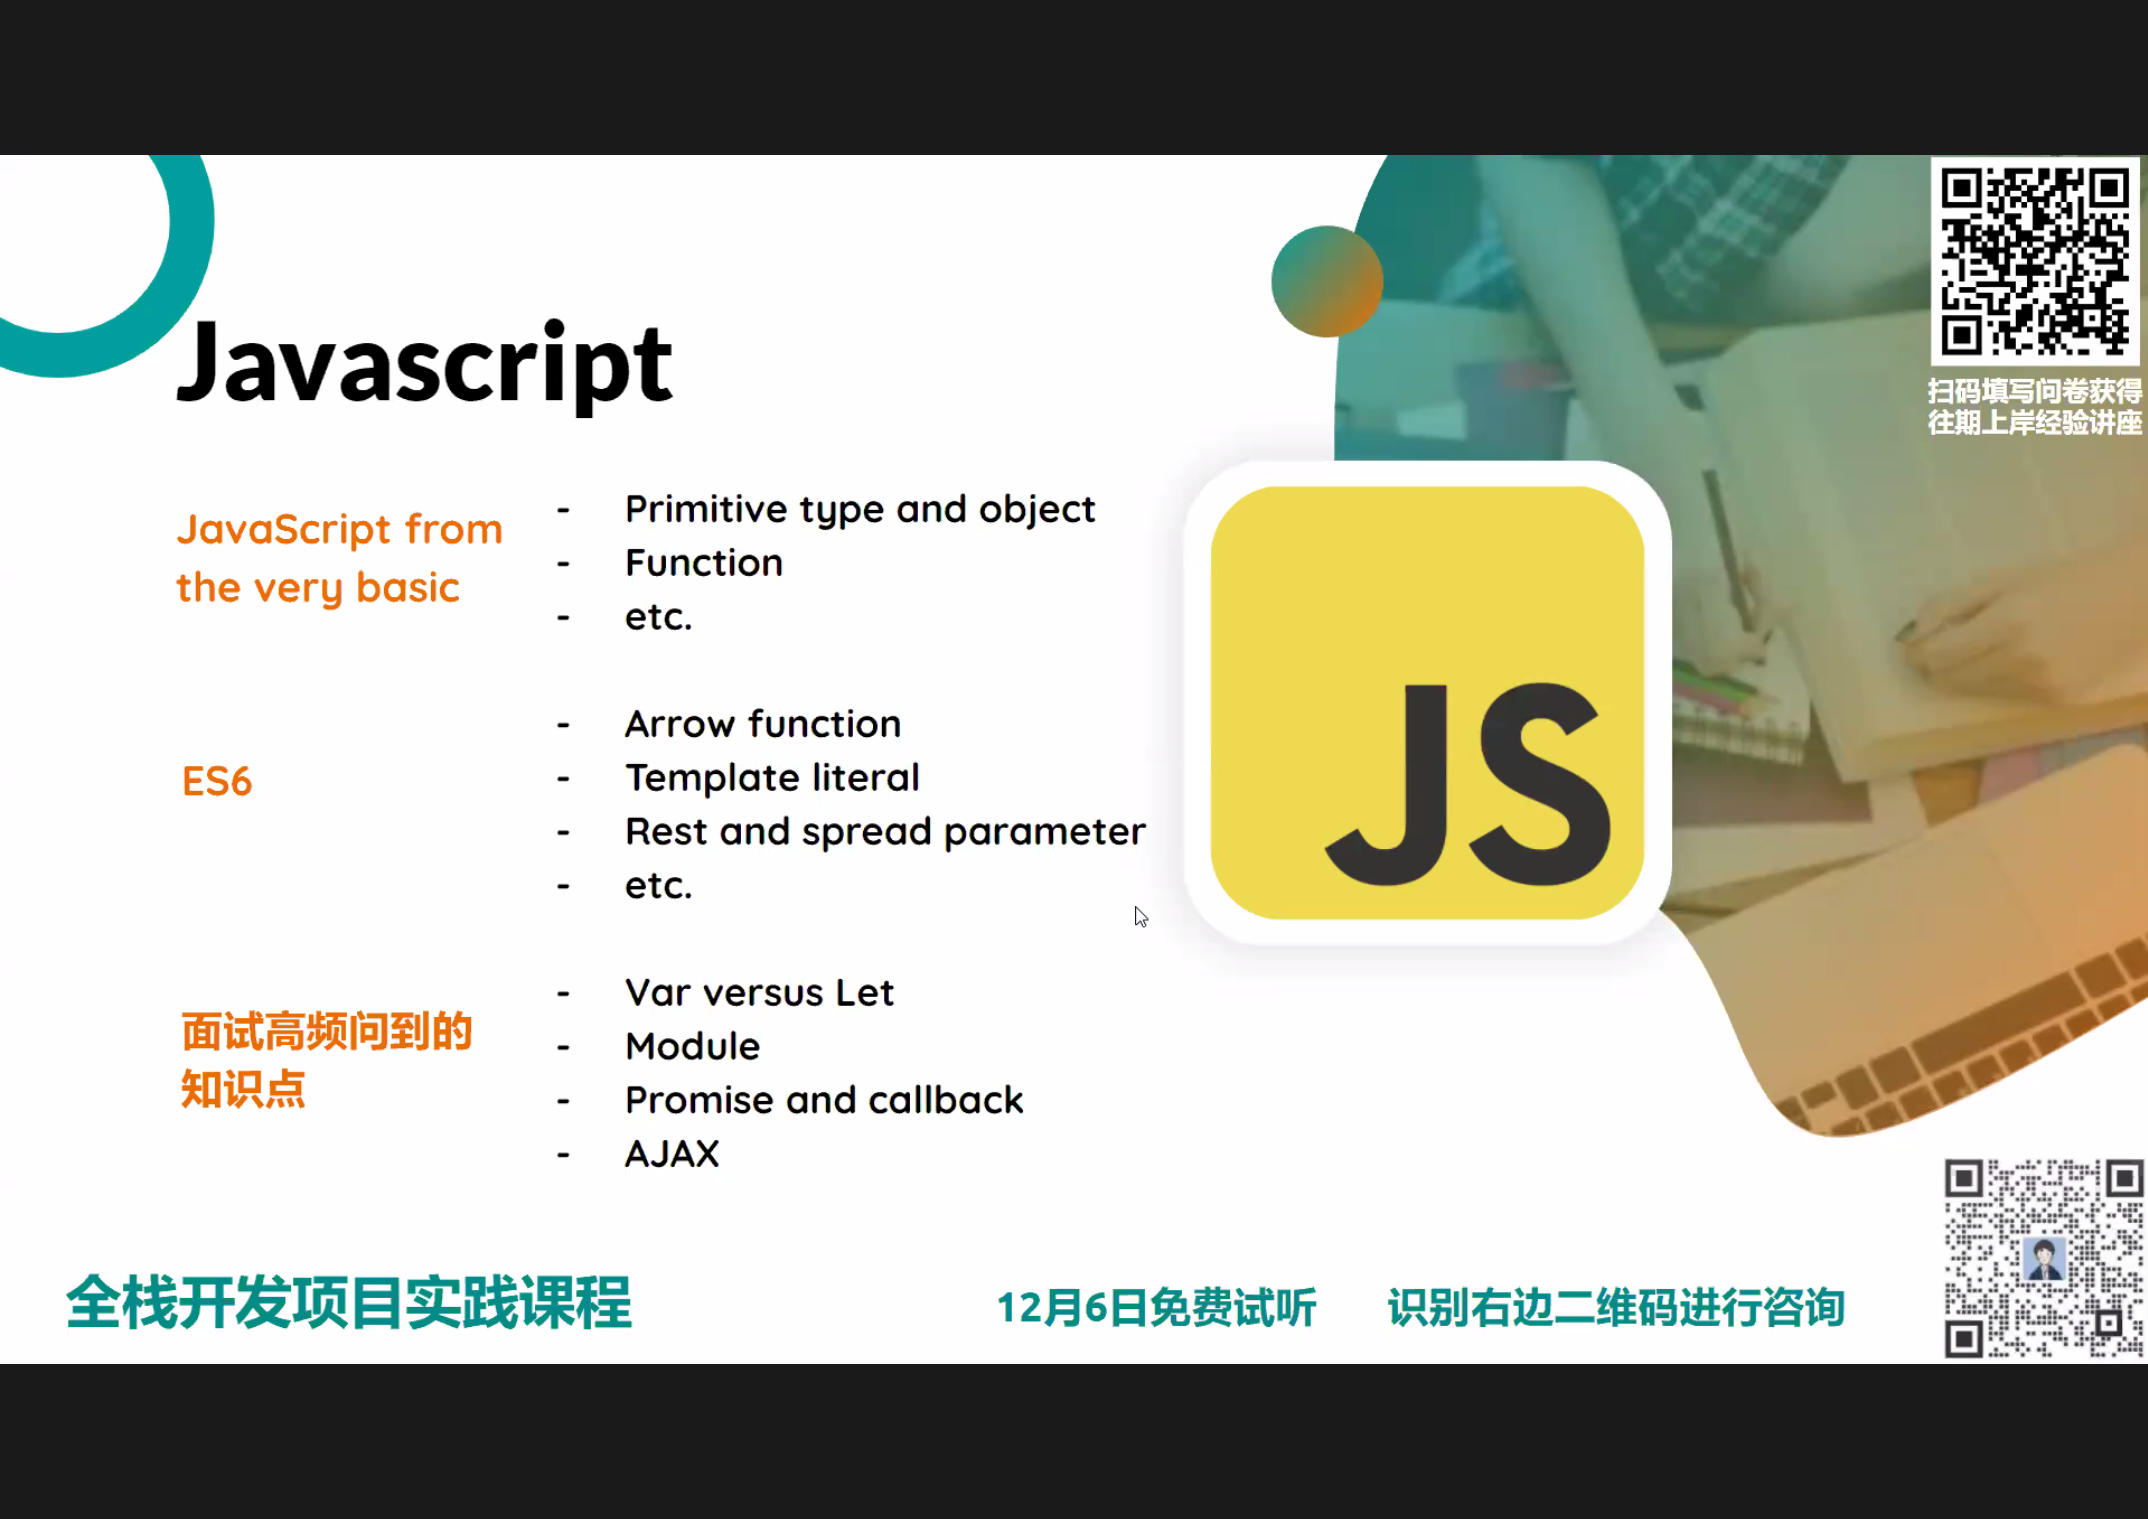 扫码填写问卷获得
往期上岸经验讲座
Javascript
JavaScript from
the very basic
- Primitive type and object
- Function
- etc.
ES6
- Arrow function
- Template literal
- Rest and spread parameter
- etc.
面试高频问到的
知识点
- Var versus Let
- Module
- Promise and callback
- AJAX
JS
全栈开发项目实践课程
12月6日免费试听 识别右边二维码进行咨询